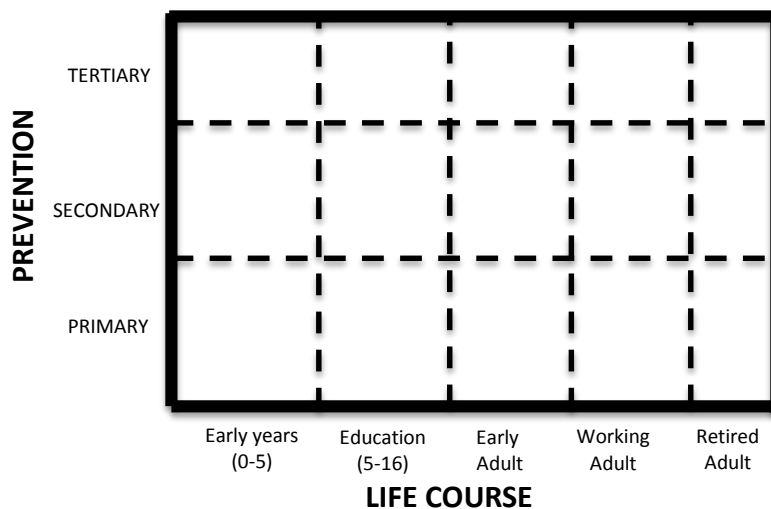 PREVENTION
TERTIARY
SECONDARY
PRIMARY
Early years
(0-5)
Education
(5-16)
Early
Adult
Working
Adult
Retired
Adult
LIFE COURSE